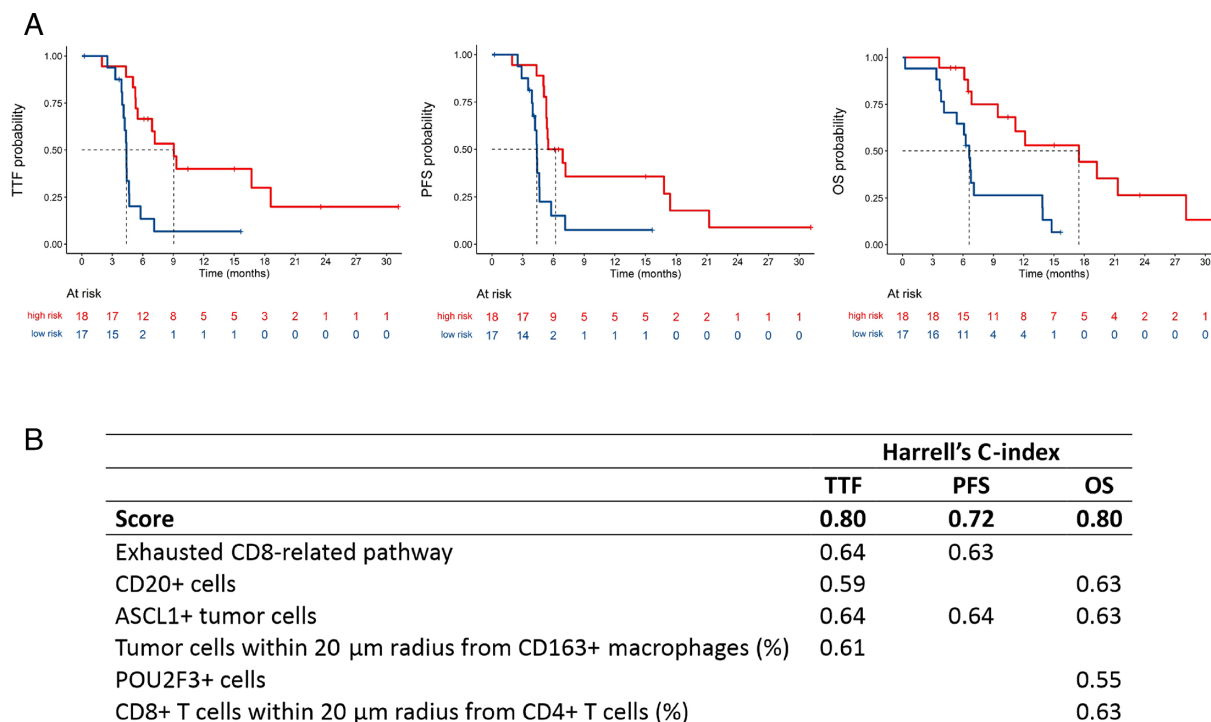 A
TTF probability
1.00
0.75
0.50
0.25
0.00
0 3 6 9 12 15 18 21 24 27 30
Time (months)
At risk
high risk 18 17 12 8 5 5 3 2 1 1 1
low risk 17 15 2 1 1 1 0 0 0 0 0
PFS probability
1.00
0.75
0.50
0.25
0.00
0 3 6 9 12 15 18 21 24 27 30
Time (months)
At risk
high risk 18 17 9 5 5 5 2 2 1 1 1
low risk 17 14 2 1 1 1 0 0 0 0 0
OS probability
1.00
0.75
0.50
0.25
0.00
0 3 6 9 12 15 18 21 24 27 30
Time (months)
At risk
high risk 18 18 15 11 8 7 5 4 2 2 1
low risk 17 16 11 4 4 1 0 0 0 0 0
B
Harrell’s C-index
TTF PFS OS
Score 0.80 0.72 0.80
Exhausted CD8-related pathway 0.64 0.63
CD20+ cells 0.59 0.63
ASCL1+ tumor cells 0.64 0.64 0.63
Tumor cells within 20 µm radius from CD163+ macrophages (%) 0.61
POU2F3+ cells 0.55
CD8+ T cells within 20 µm radius from CD4+ T cells (%) 0.63